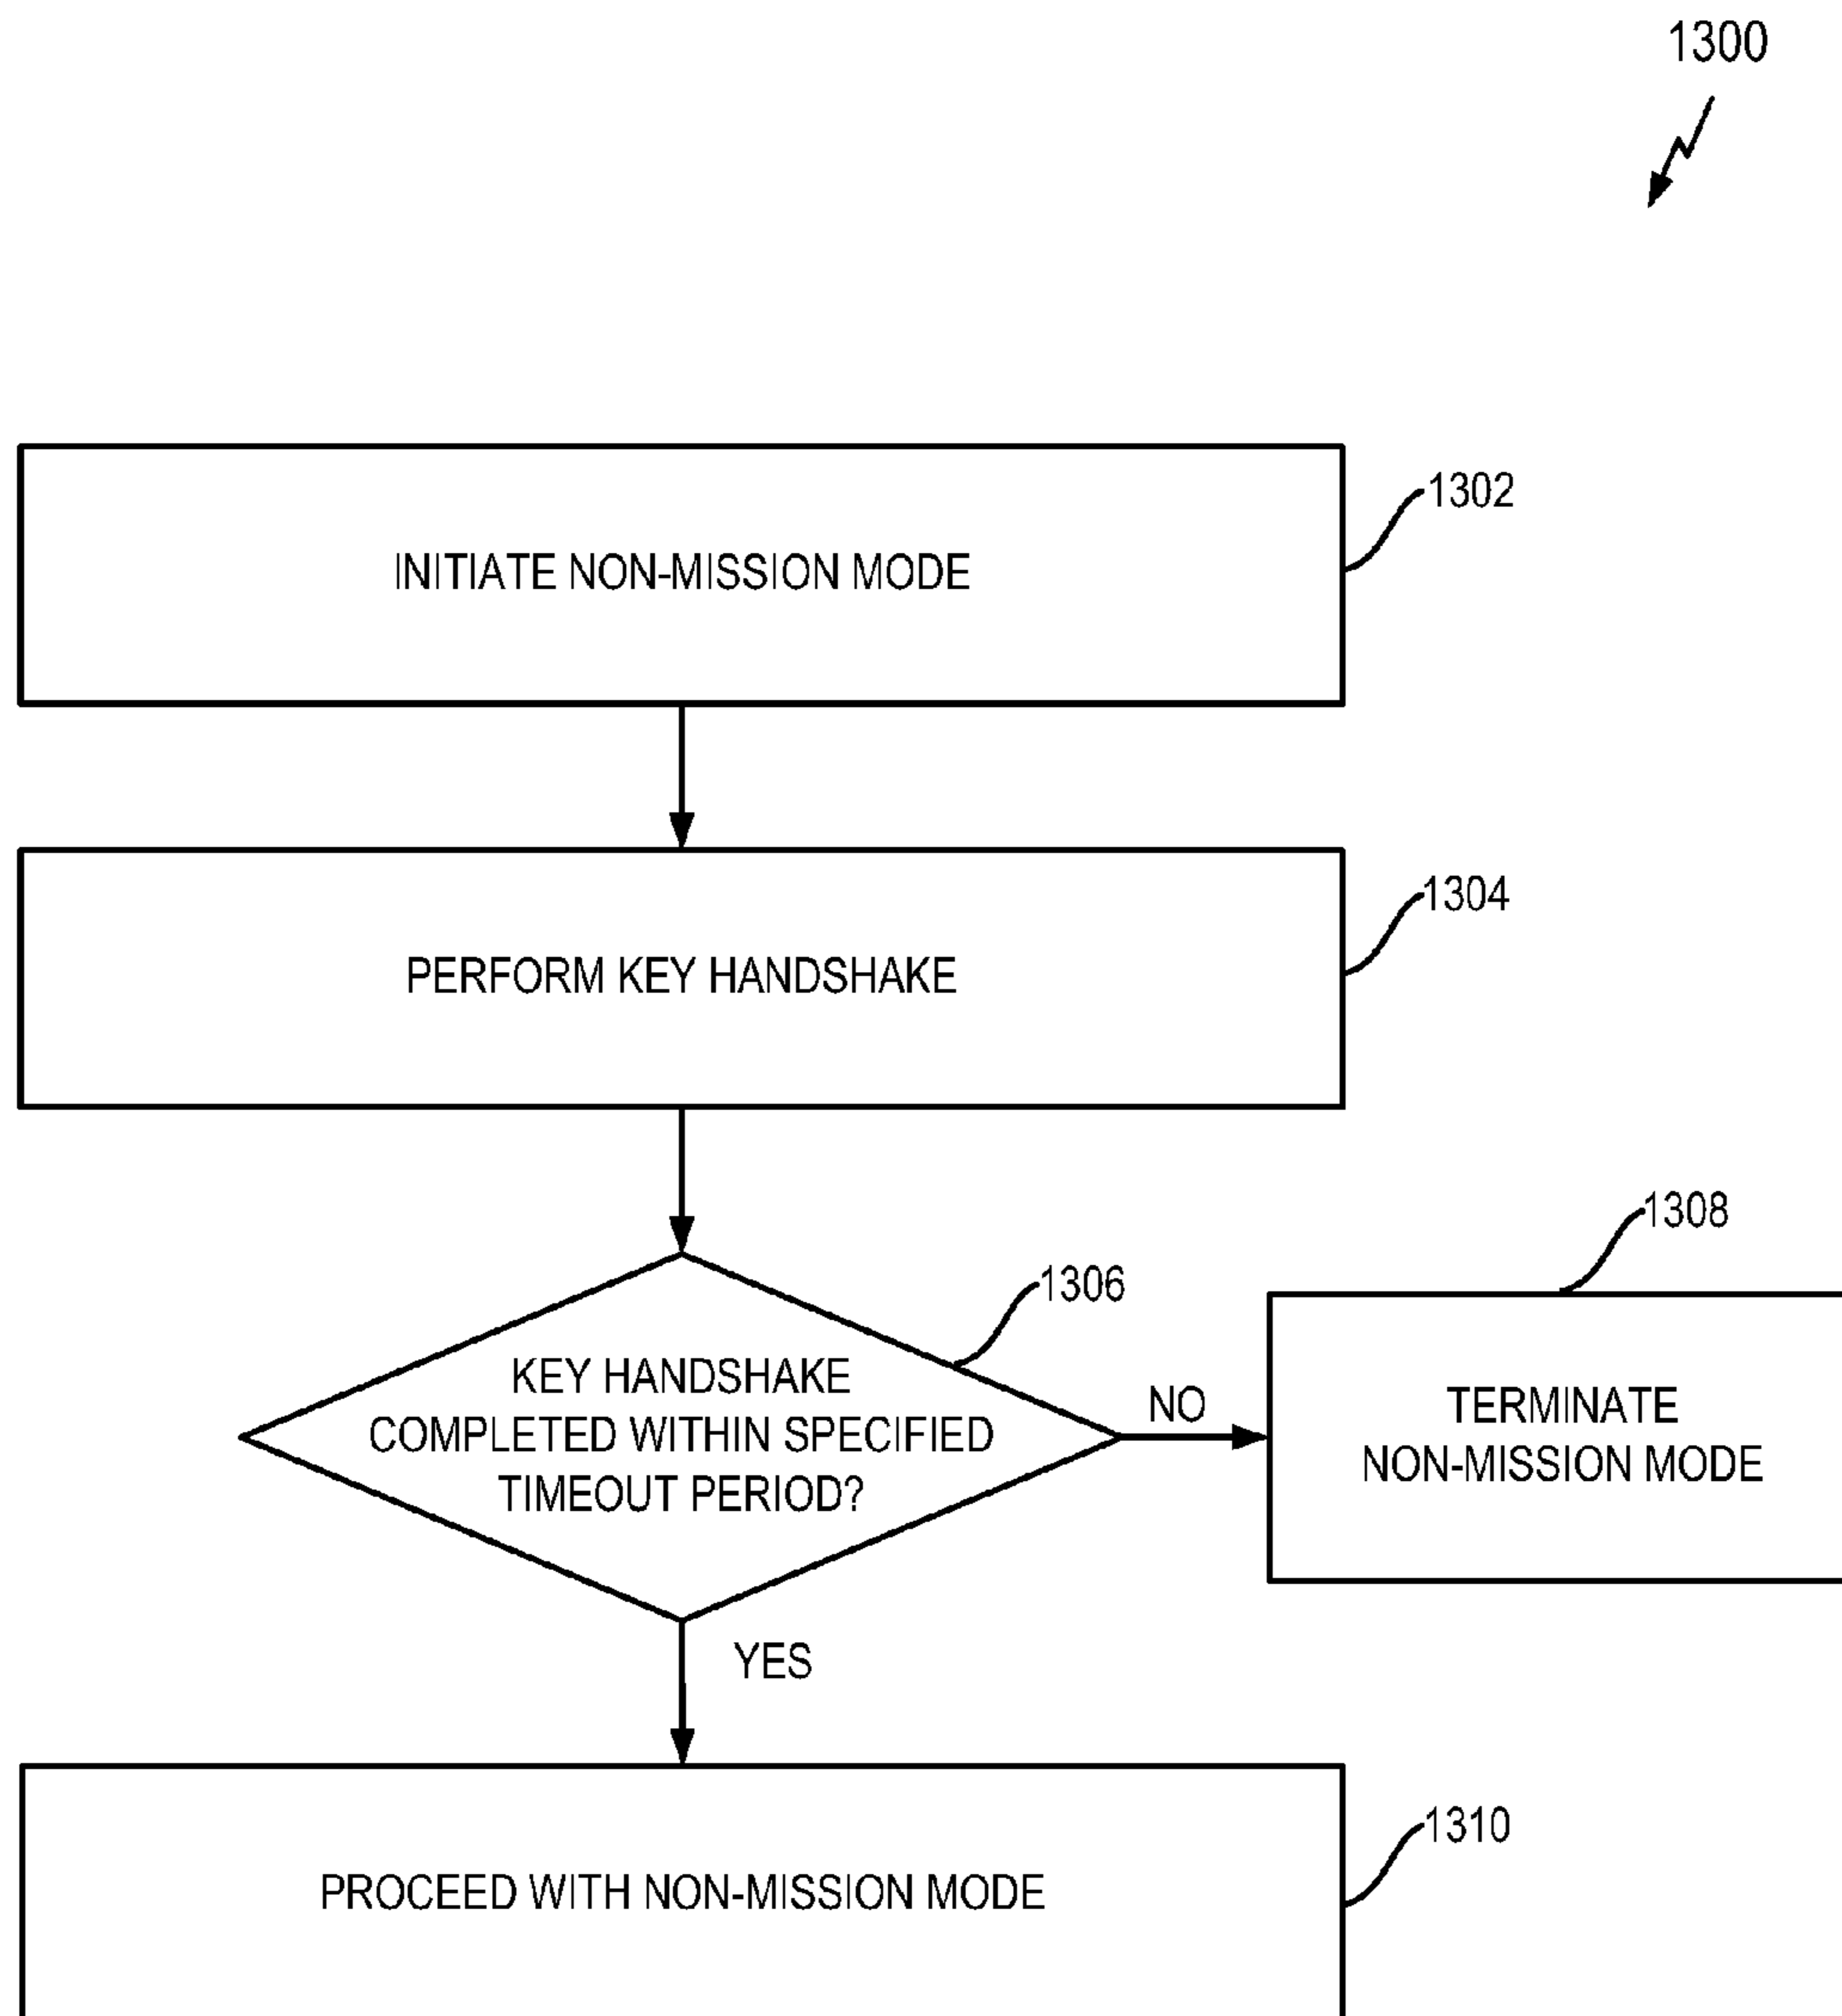 1300
INITIATE NON-MISSION MODE
1302
PERFORM KEY HANDSHAKE
1304
1308
1306
KEY HANDSHAKE
COMPLETED WITHIN SPECIFIED
TIMEOUT PERIOD?
NO
TERMINATE
NON-MISSION MODE
YES
PROCEED WITH NON-MISSION MODE
1310